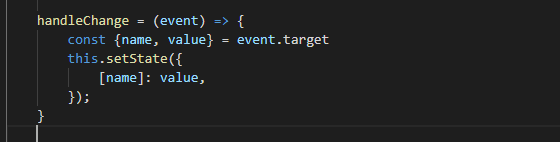 handleChange = (event) => {
const {name, value} = event.target
this.setState({
[name]: value,
});
}